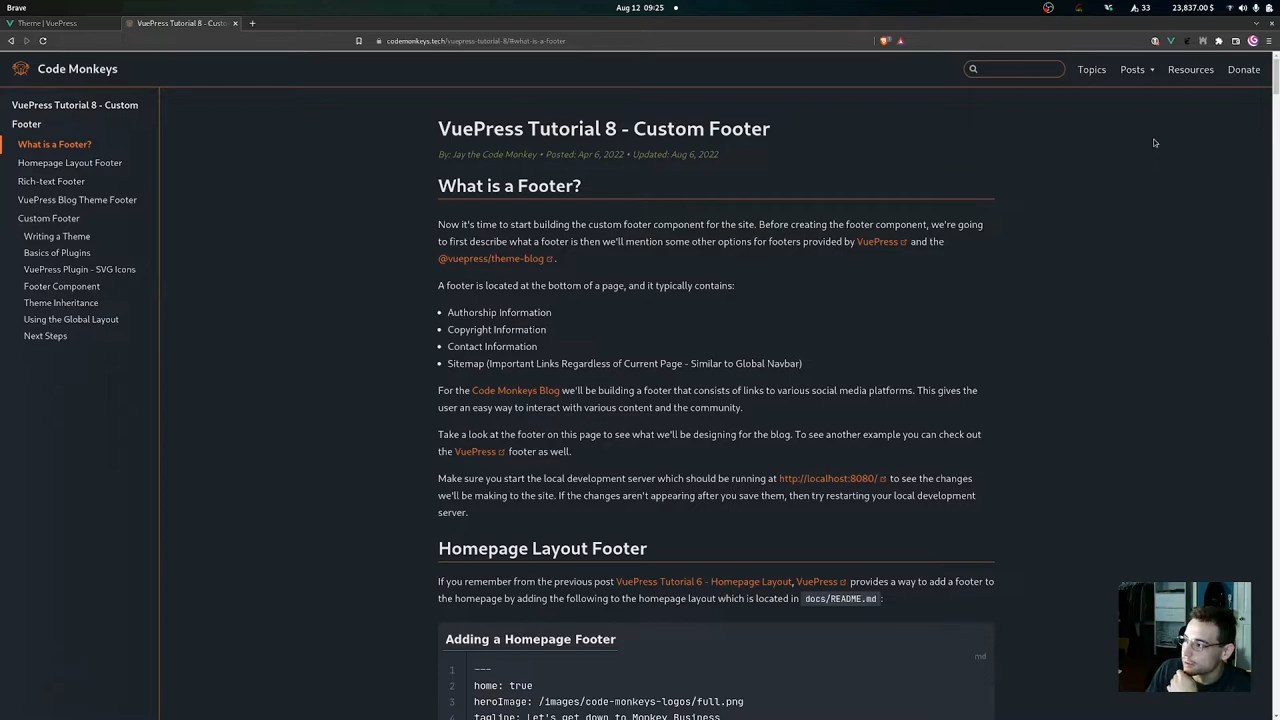 Brave
Aug 12 09:25
33
23,837.00 $
Theme | VuePress
VuePress Tutorial 8 - Custo
codemonkeys.tech/vuepress-tutorial-8/#what-is-a-footer
Code Monkeys
Topics
Posts
Resources
Donate
VuePress Tutorial 8 - Custom
Footer
What is a Footer?
Homepage Layout Footer
Rich-text Footer
VuePress Blog Theme Footer
Custom Footer
Writing a Theme
Basics of Plugins
VuePress Plugin - SVG Icons
Footer Component
Theme Inheritance
Using the Global Layout
Next Steps
VuePress Tutorial 8 - Custom Footer
By: Jay the Code Monkey • Posted: Apr 6, 2022 • Updated: Aug 6, 2022
What is a Footer?
Now it's time to start building the custom footer component for the site. Before creating the footer component, we're going
to first describe what a footer is then we'll mention some other options for footers provided by VuePress and the
@vuepress/theme-blog .
A footer is located at the bottom of a page, and it typically contains:
• Authorship Information
• Copyright Information
• Contact Information
• Sitemap (Important Links Regardless of Current Page - Similar to Global Navbar)
For the Code Monkeys Blog we'll be building a footer that consists of links to various social media platforms. This gives the
user an easy way to interact with various content and the community.
Take a look at the footer on this page to see what we'll be designing for the blog. To see another example you can check out
the VuePress footer as well.
Make sure you start the local development server which should be running at http://localhost:8080/ to see the changes
we'll be making to the site. If the changes aren't appearing after you save them, then try restarting your local development
server.
Homepage Layout Footer
If you remember from the previous post VuePress Tutorial 6 - Homepage Layout, VuePress provides a way to add a footer to
the homepage by adding the following to the homepage layout which is located in docs/README.md :
Adding a Homepage Footer
md
1 ---
2 home: true
3 heroImage: /images/code-monkeys-logos/full.png
4 tagline: Let's get down to Monkey Business